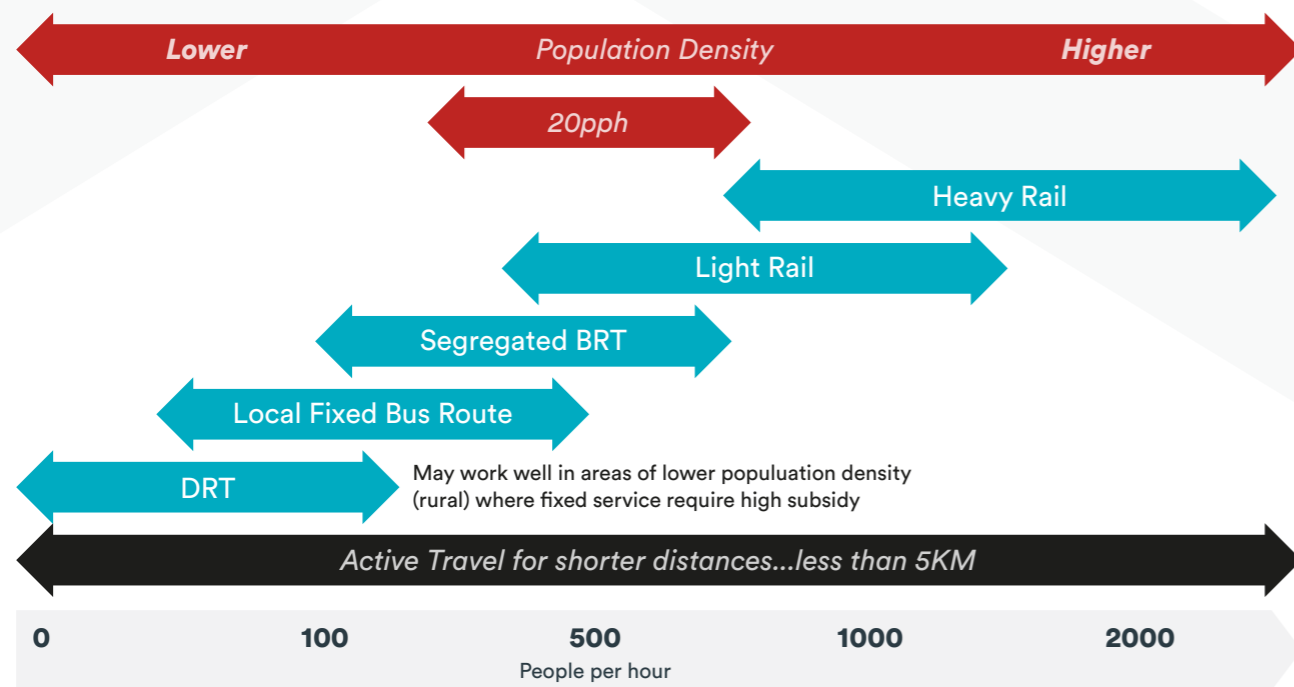 Lower Population Density Higher
20pph
Heavy Rail
Light Rail
Segregated BRT
Local Fixed Bus Route
DRT
May work well in areas of lower populuation density
(rural) where fixed service require high subsidy
Active Travel for shorter distances...less than 5KM
0 100 500 1000 2000
People per hour